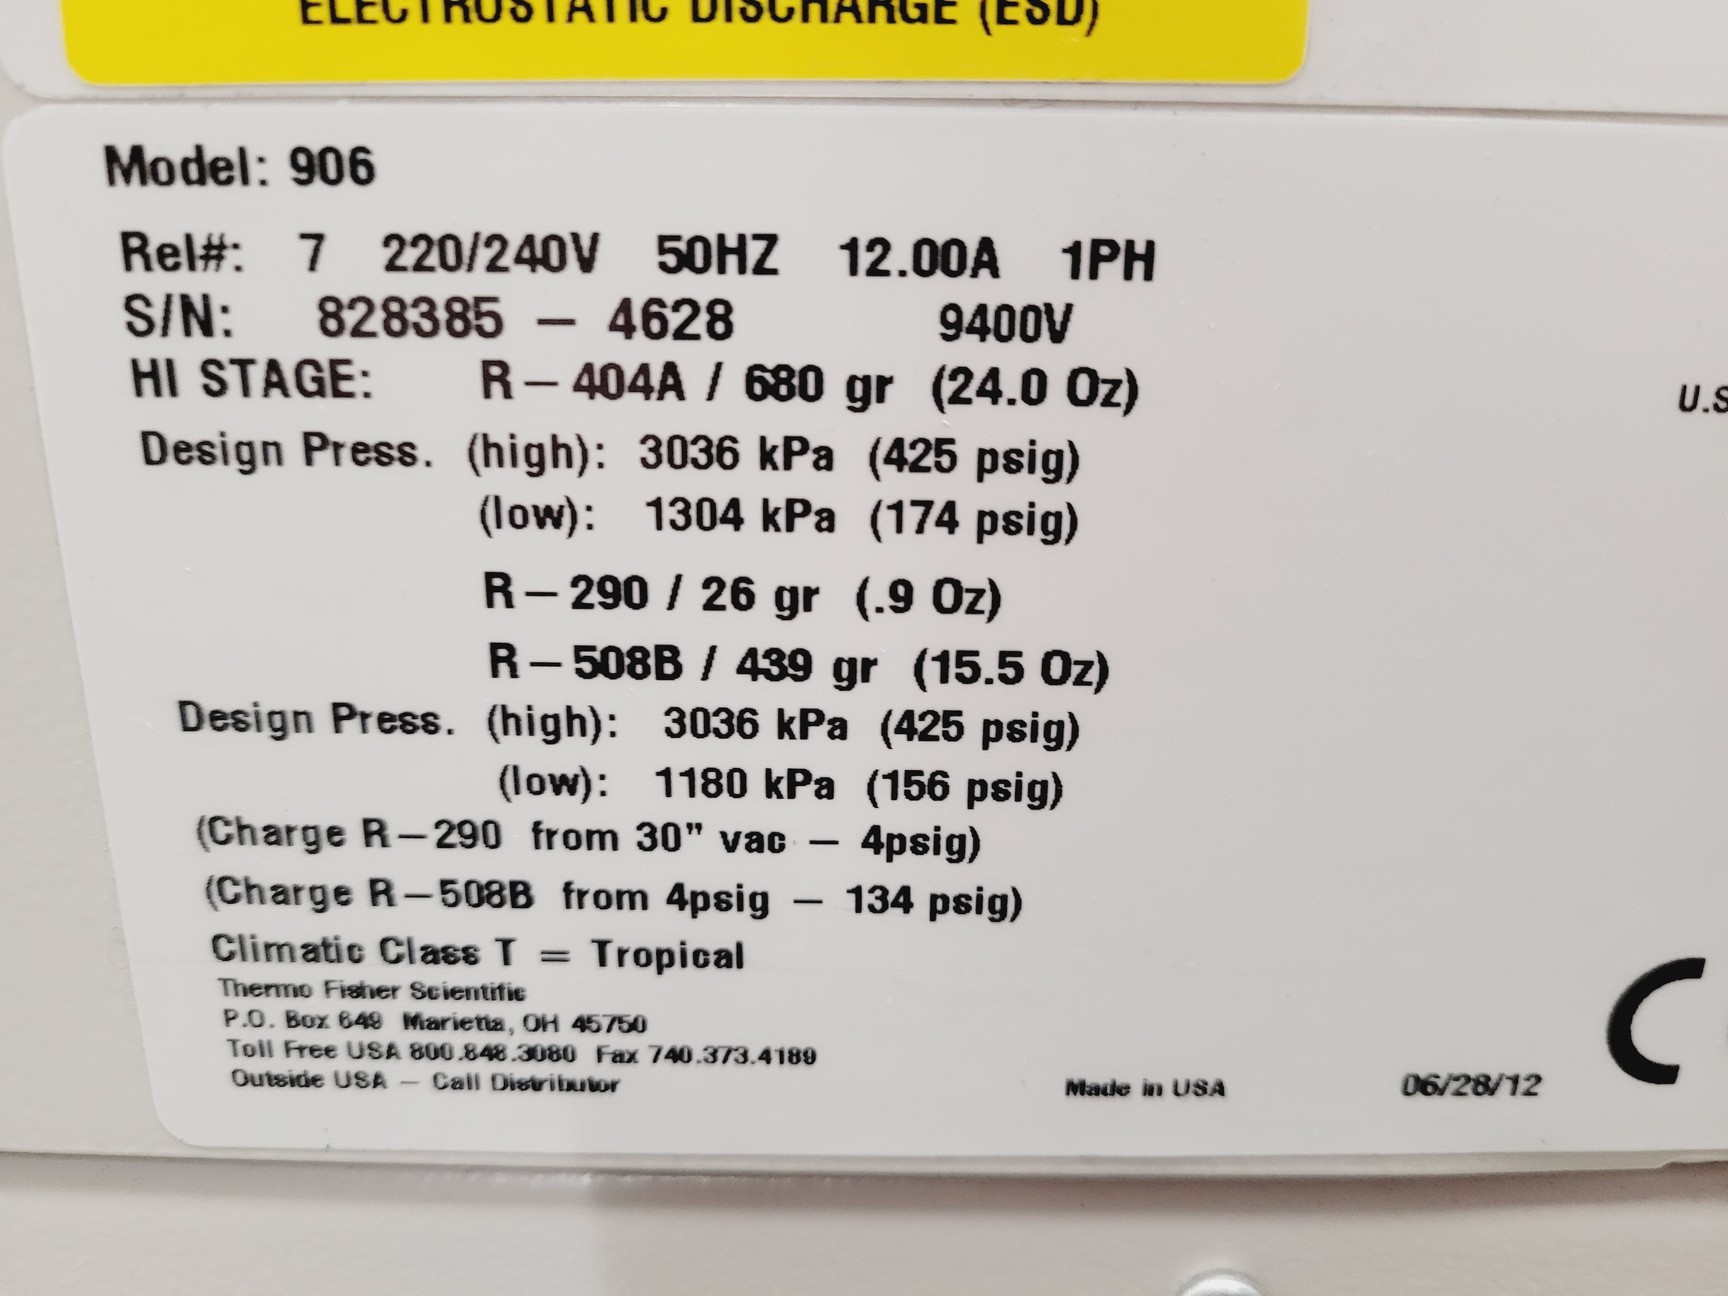 ELECTROSTATIC DISCHARGE (ESD)
Model: 906
Rel#: 7 220/240V 50HZ 12.00A 1PH
S/N: 828385 – 4628 9400V
HI STAGE: R–404A / 680 gr (24.0 Oz)
U.S
Design Press. (high): 3036 kPa (425 psig)
(low): 1304 kPa (174 psig)
R–290 / 26 gr (.9 Oz)
R–508B / 439 gr (15.5 Oz)
Design Press. (high): 3036 kPa (425 psig)
(low): 1180 kPa (156 psig)
(Charge R–290 from 30" vac – 4psig)
(Charge R–508B from 4psig – 134 psig)
Climatic Class T = Tropical
Thermo Fisher Scientific
P.O. Box 649 Marietta, OH 45750
Toll Free USA 800.848.3080 Fax 740.373.4189
Outside USA – Call Distributor
Made in USA 06/28/12